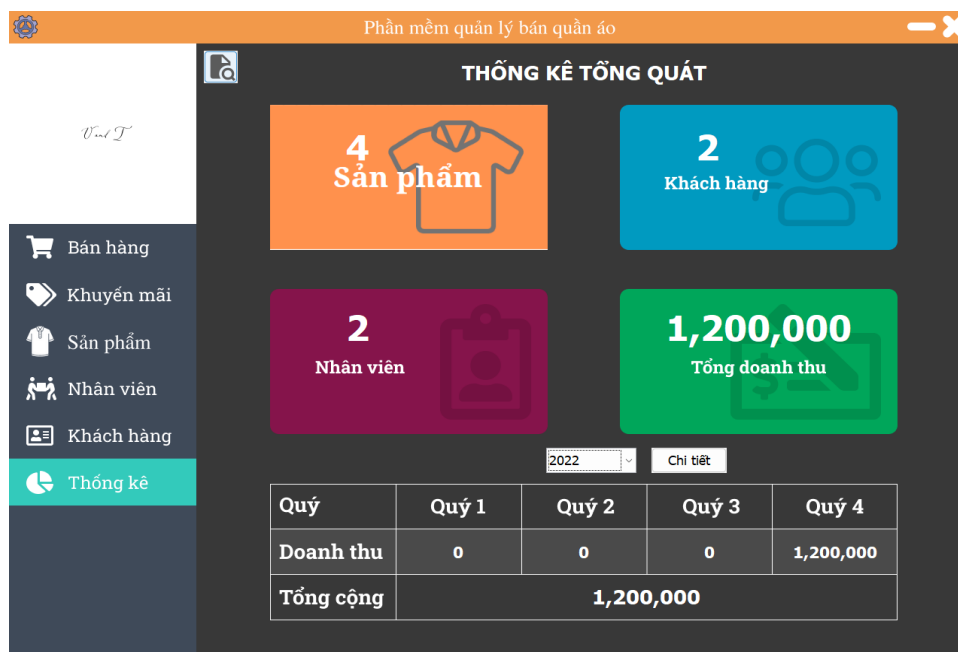 Phần mềm quản lý bán quần áo
THỐNG KÊ TỔNG QUÁT
4
Sản phẩm
2
Khách hàng
2
Nhân viên
1,200,000
Tổng doanh thu
Bán hàng
Khuyến mãi
Sản phẩm
Nhân viên
Khách hàng
Thống kê
2022
Chi tiết
Quý Quý 1 Quý 2 Quý 3 Quý 4
Doanh thu 0 0 0 1,200,000
Tổng cộng 1,200,000